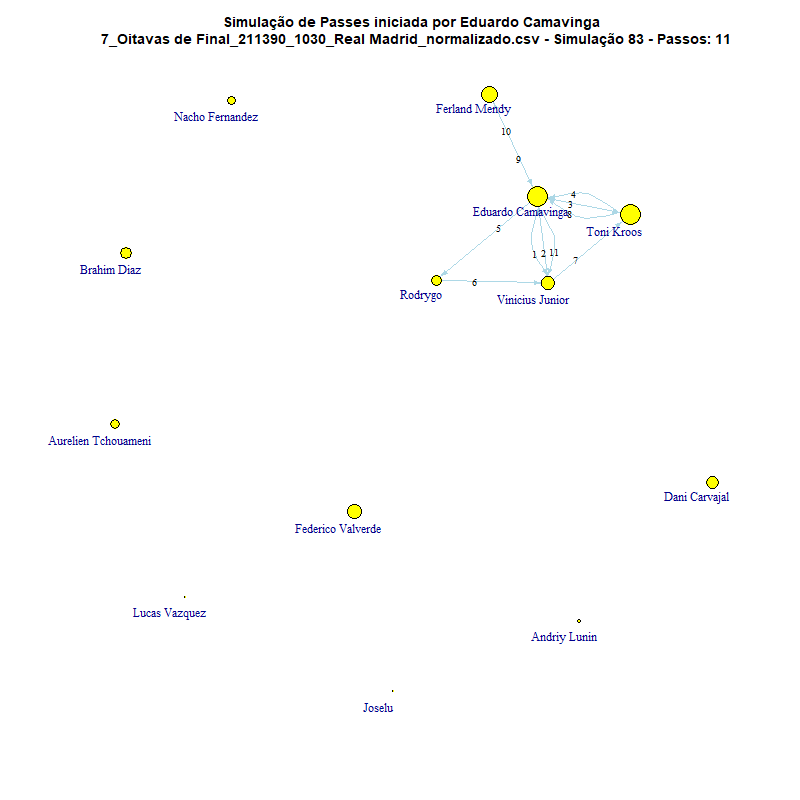 Simulação de Passes iniciada por Eduardo Camavinga
7_Oitavas de Final_211390_1030_Real Madrid_normalizado.csv - Simulação 83 - Passos: 11
Nacho Fernandez
Ferland Mendy
10
9
4
3
8
Eduardo Camavinga
Toni Kroos
5
1
2
11
7
Brahim Diaz
6
Rodrygo
Vinicius Junior
Aurelien Tchouameni
Dani Carvajal
Federico Valverde
Lucas Vazquez
Andriy Lunin
Joselu